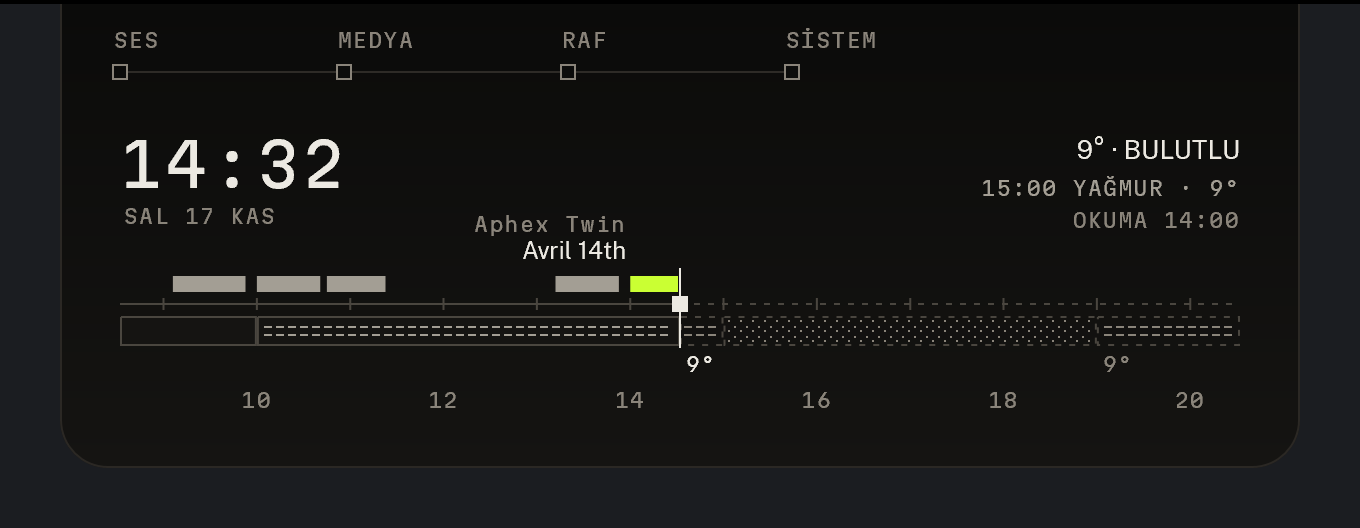 SES MEDYA RAF SİSTEM
14:32
SAL 17 KAS
9° · BULUTLU
15:00 YAĞMUR · 9°
OKUMA 14:00
Aphex Twin
Avril 14th
9° 9°
10 12 14 16 18 20